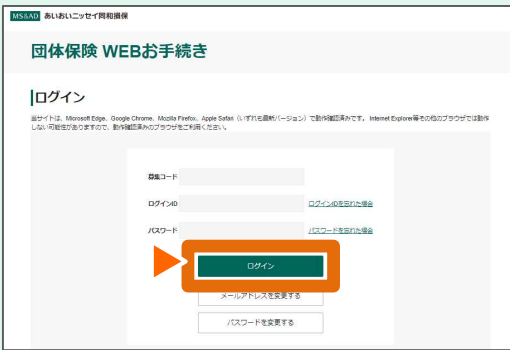 MS&AD あいおいニッセイ同和損保
団体保険 WEBお手続き
ログイン
当サイトは、Microsoft Edge、Google Chrome、Mozilla Firefox、Apple Safari（いずれも最新バージョン）で動作確認済みです。 Internet Explorer等その他のブラウザでは動作
しない可能性がありますので、動作確認済みのブラウザをご利用ください。
募集コード
ログインID ログインIDを忘れた場合
パスワード パスワードを忘れた場合
ログイン
メールアドレスを変更する
パスワードを変更する